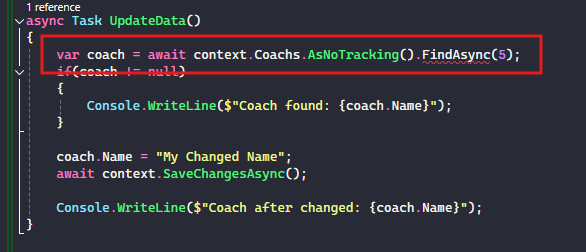 1 reference
async Task UpdateData()
{
var coach = await context.Coachs.AsNoTracking().FindAsync(5);
if(coach != null)
{
Console.WriteLine($"Coach found: {coach.Name}");
}
coach.Name = "My Changed Name";
await context.SaveChangesAsync();
Console.WriteLine($"Coach after changed: {coach.Name}");
}